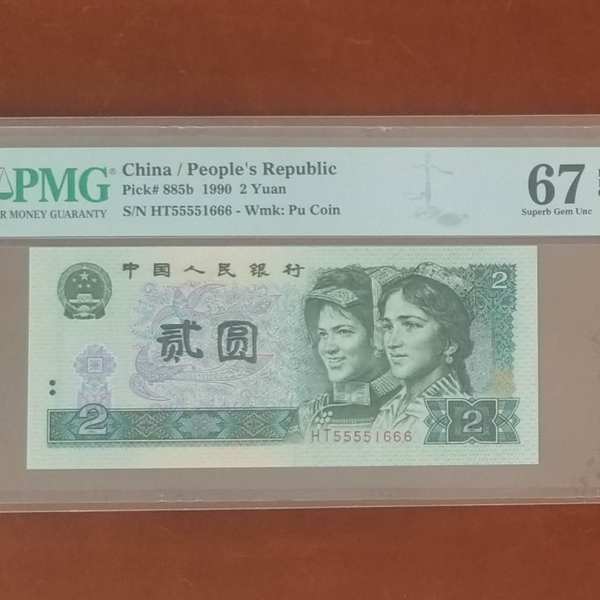 PMG®
R MONEY GUARANTY
China / People's Republic
Pick# 885b 1990 2 Yuan
S/N HT55551666 - Wmk: Pu Coin
67
Superb Gem Unc
中国人民银行
2
贰圆
2
2
HT55551666